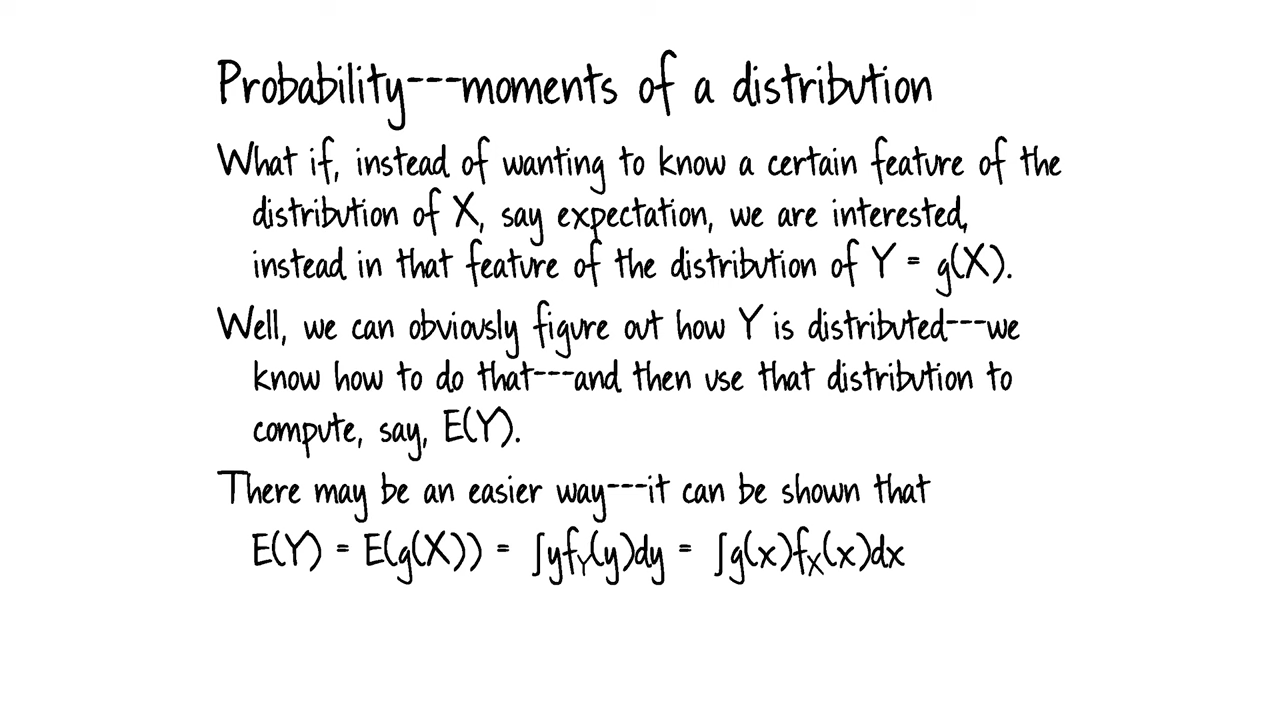 Probability---moments of a distribution
What if, instead of wanting to know a certain feature of the
distribution of X, say expectation, we are interested,
instead in that feature of the distribution of Y = g(X).
Well, we can obviously figure out how Y is distributed---we
know how to do that---and then use that distribution to
compute, say, E(Y).
There may be an easier way---it can be shown that
E(Y) = E(g(X)) = ∫yf_Y(y)dy = ∫g(x)f_X(x)dx